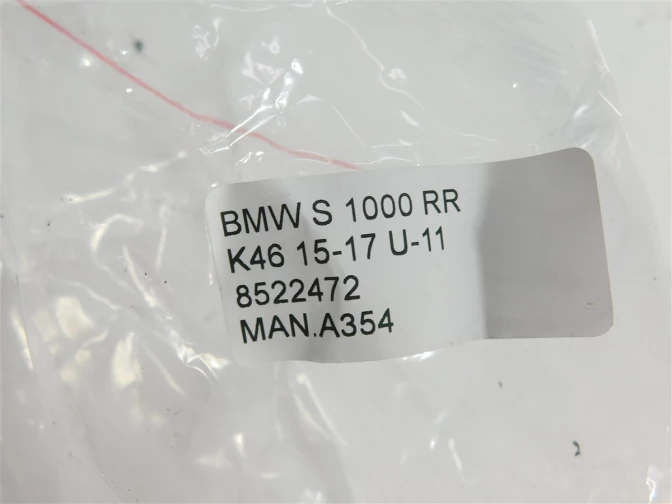 BMW S 1000 RR
K46 15-17 U-11
8522472
MAN.A354